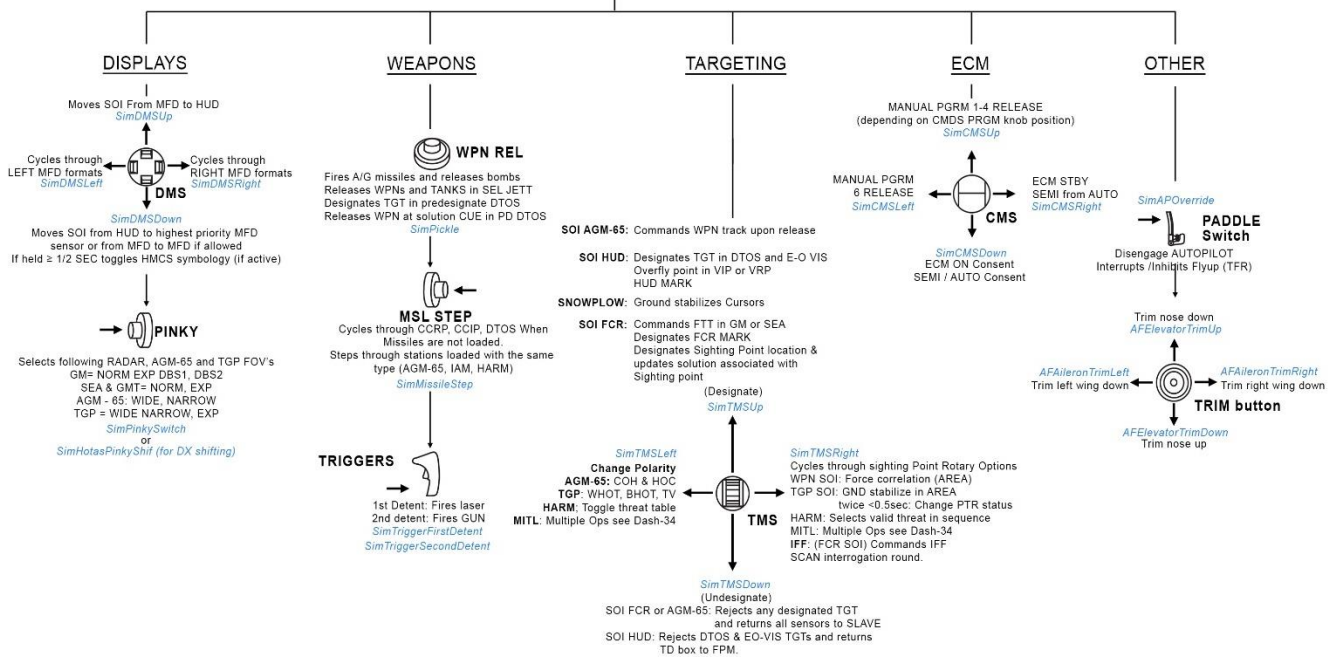 DISPLAYS
Moves SOI From MFD to HUD
SimDMSUp
Cycles through
LEFT MFD formats
SimDMSLeft
Cycles through
RIGHT MFD formats
SimDMSRight
DMS
SimDMSDown
Moves SOI from HUD to highest priority MFD
sensor or from MFD to MFD if allowed
If held ≥ 1/2 SEC toggles HMCS symbology (if active)
PINKY
Selects following RADAR, AGM-65 and TGP FOV's
GM= NORM EXP DBS1, DBS2
SEA & GMT= NORM, EXP
AGM - 65: WIDE, NARROW
TGP = WIDE NARROW, EXP
SimPinkySwitch
or
SimHotasPinkyShif (for DX shifting)
WEAPONS
WPN REL
Fires A/G missiles and releases bombs
Releases WPNs and TANKS in SEL JETT
Designates TGT in predesignate DTOS
Releases WPN at solution CUE in PD DTOS
SimPickle
MSL STEP
Cycles through CCRP, CCIP, DTOS When
Missiles are not loaded.
Steps through stations loaded with the same
type (AGM-65, IAM, HARM)
SimMissileStep
TRIGGERS
1st Detent: Fires laser
2nd detent: Fires GUN
SimTriggerFirstDetent
SimTriggerSecondDetent
TARGETING
SOI AGM-65: Commands WPN track upon release
SOI HUD: Designates TGT in DTOS and E-O VIS
Overfly point in VIP or VRP
HUD MARK
SNOWPLOW: Ground stabilizes Cursors
SOI FCR: Commands FTT in GM or SEA
Designates FCR MARK
Designates Sighting Point location &
updates solution associated with
Sighting point
(Designate)
SimTMSUp
SimTMSLeft
Change Polarity
AGM-65: COH & HOC
TGP: WHOT, BHOT, TV
HARM; Toggle threat table
MITL: Multiple Ops see Dash-34
TMS
SimTMSRight
Cycles through sighting Point Rotary Options
WPN SOI: Force correlation (AREA)
TGP SOI: GND stabilize in AREA
twice <0.5sec: Change PTR status
HARM: Selects valid threat in sequence
MITL: Multiple Ops see Dash-34
IFF: (FCR SOI) Commands IFF
SCAN interrogation round.
SimTMSDown
(Undesignate)
SOI FCR or AGM-65: Rejects any designated TGT
and returns all sensors to SLAVE
SOI HUD: Rejects DTOS & EO-VIS TGTs and returns
TD box to FPM.
ECM
MANUAL PGRM 1-4 RELEASE
(depending on CMDS PRGM knob position)
SimCMSUp
MANUAL PGRM
6 RELEASE
SimCMSLeft
ECM STBY
SEMI from AUTO
SimCMSRight
CMS
SimCMSDown
ECM ON Consent
SEMI / AUTO Consent
OTHER
SimAPOverride
PADDLE
Switch
Disengage AUTOPILOT
Interrupts /Inhibits Flyup (TFR)
Trim nose down
AFElevatorTrimUp
AFAileronTrimLeft
Trim left wing down
AFAileronTrimRight
Trim right wing down
TRIM button
AFElevatorTrimDown
Trim nose up